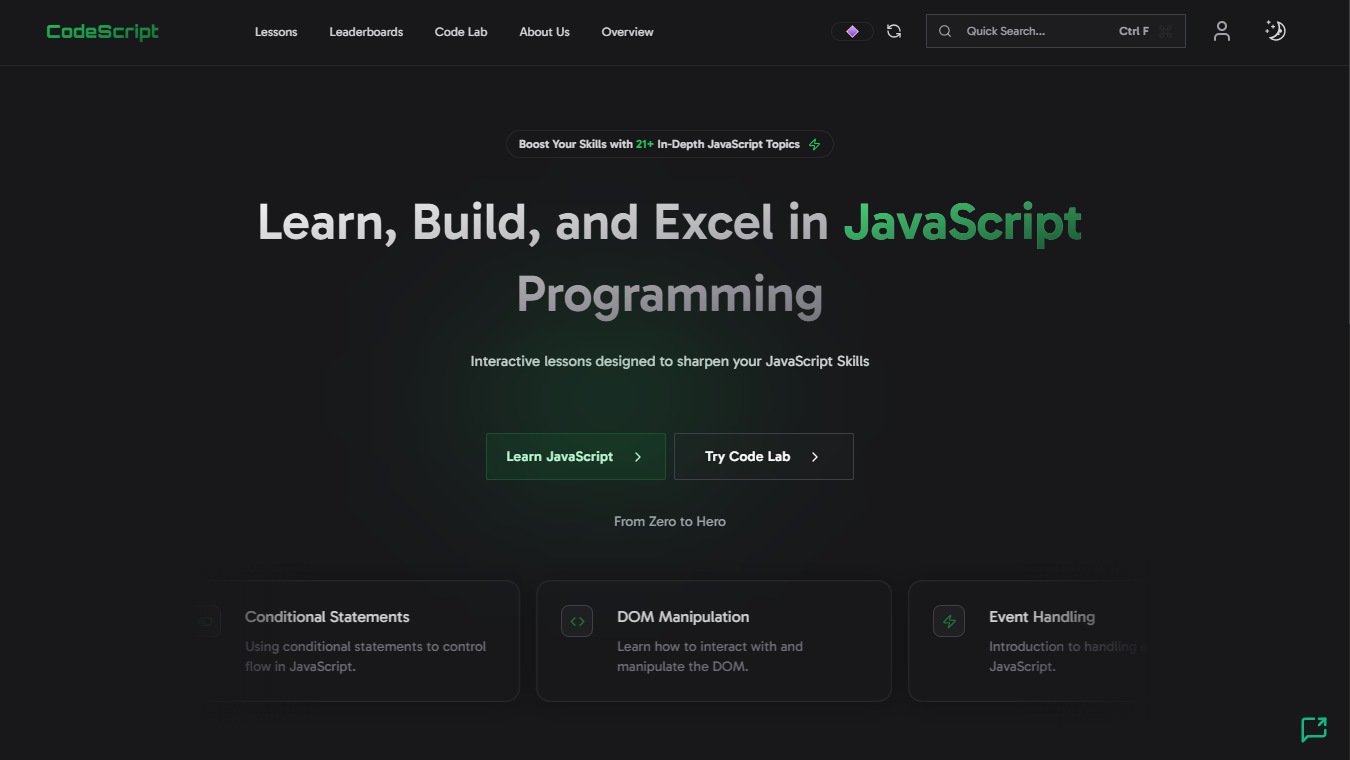 CodeScript
Lessons
Leaderboards
Code Lab
About Us
Overview
Quick Search...
Ctrl F
Boost Your Skills with 21+ In-Depth JavaScript Topics
Learn, Build, and Excel in JavaScript
Programming
Interactive lessons designed to sharpen your JavaScript Skills
Learn JavaScript
Try Code Lab
From Zero to Hero
Conditional Statements
Using conditional statements to control
flow in JavaScript.
DOM Manipulation
Learn how to interact with and
manipulate the DOM.
Event Handling
Introduction to handling
JavaScript.